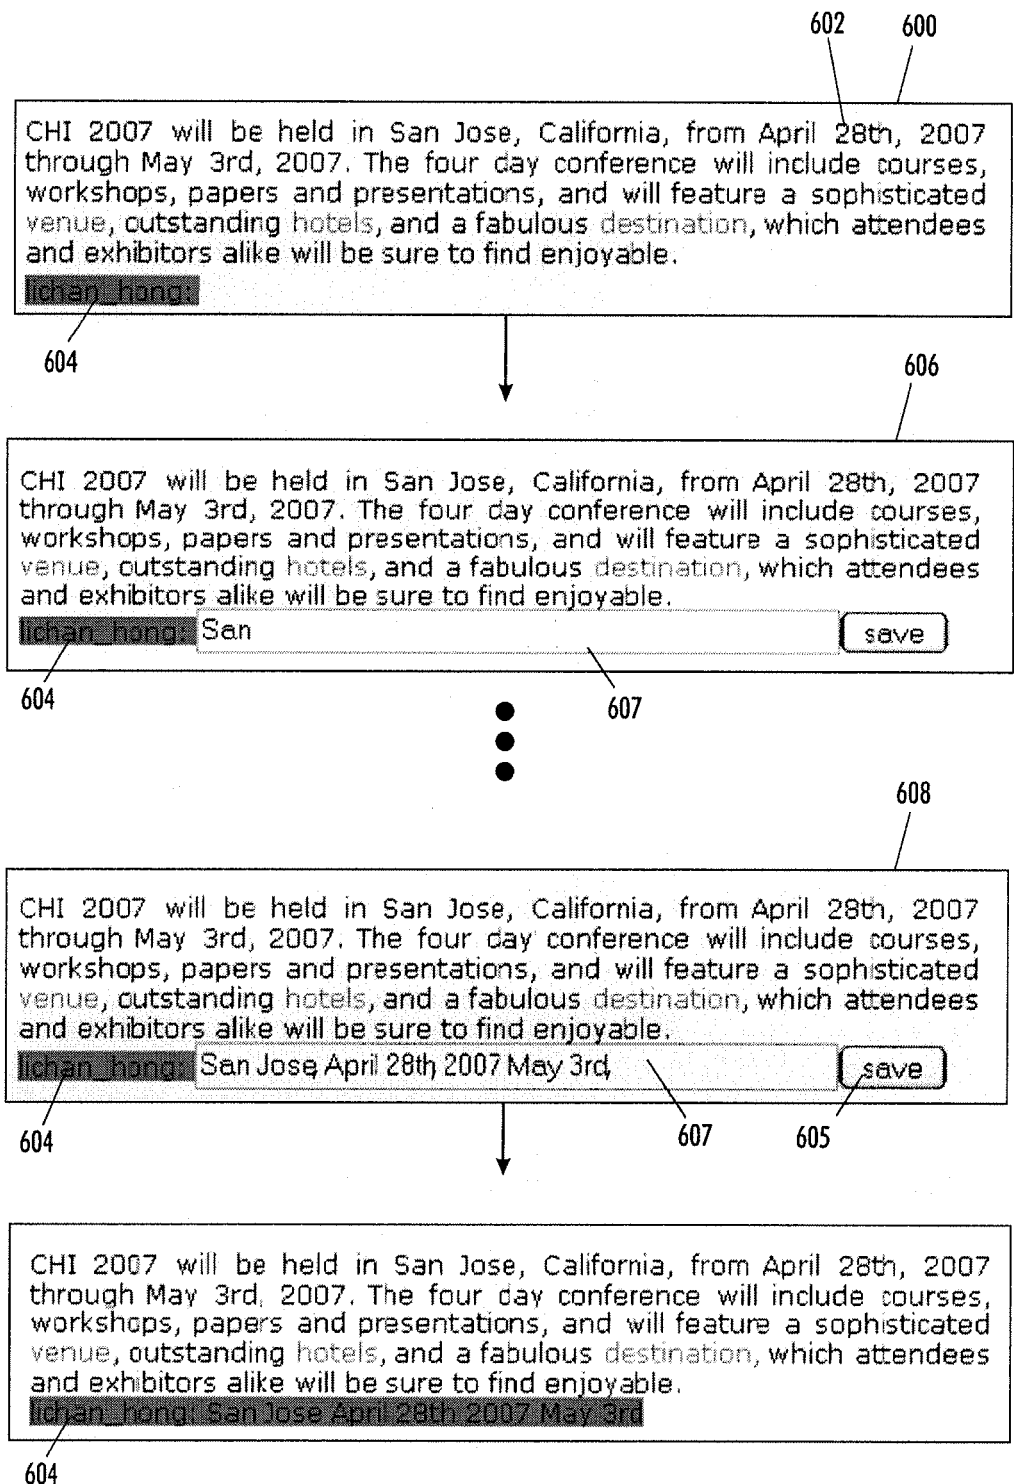 602 600
CHI 2007 will be held in San Jose, California, from April 28th, 2007
through May 3rd, 2007. The four day conference will include courses,
workshops, papers and presentations, and will feature a sophisticated
venue, outstanding hotels, and a fabulous destination, which attendees
and exhibitors alike will be sure to find enjoyable.
lichan_hong:
604
606
CHI 2007 will be held in San Jose, California, from April 28th, 2007
through May 3rd, 2007. The four day conference will include courses,
workshops, papers and presentations, and will feature a sophisticated
venue, outstanding hotels, and a fabulous destination, which attendees
and exhibitors alike will be sure to find enjoyable.
lichan_hong: San save
604 607
608
CHI 2007 will be held in San Jose, California, from April 28th, 2007
through May 3rd, 2007. The four day conference will include courses,
workshops, papers and presentations, and will feature a sophisticated
venue, outstanding hotels, and a fabulous destination, which attendees
and exhibitors alike will be sure to find enjoyable.
lichan_hong: San Jose, April 28th, 2007 May 3rd, save
604 607 605
CHI 2007 will be held in San Jose, California, from April 28th, 2007
through May 3rd, 2007. The four day conference will include courses,
workshops, papers and presentations, and will feature a sophisticated
venue, outstanding hotels, and a fabulous destination, which attendees
and exhibitors alike will be sure to find enjoyable.
lichan_hong: San Jose April 28th 2007 May 3rd
604